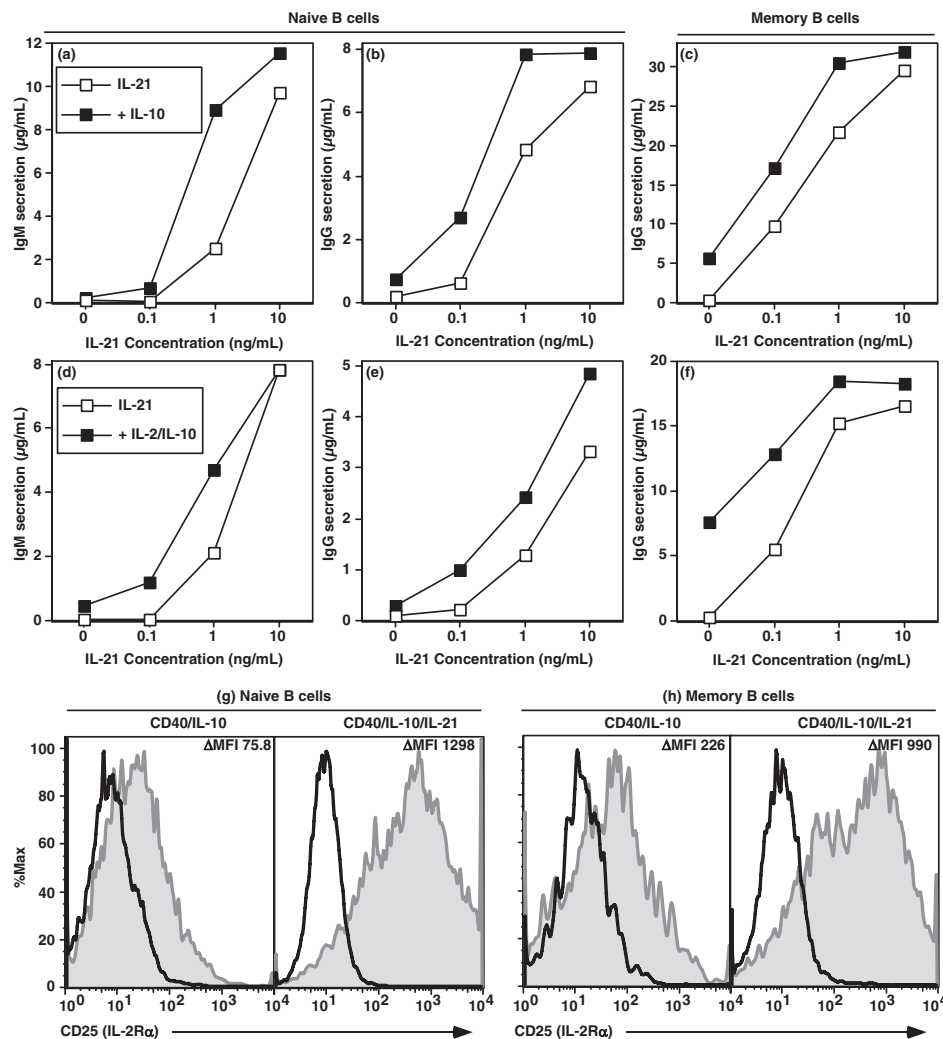 Naive B cells
Memory B cells
(a)
12
10
8
6
4
2
0
IgM secretion (µg/mL)
IL-21
+ IL-10
0 0.1 1 10
IL-21 Concentration (ng/mL)
(b)
8
6
4
2
0
IgG secretion (µg/mL)
0 0.1 1 10
IL-21 Concentration (ng/mL)
(c)
30
25
20
15
10
5
0
IgG secretion (µg/mL)
0 0.1 1 10
IL-21 Concentration (ng/mL)
(d)
8
6
4
2
0
IgM secretion (µg/mL)
IL-21
+ IL-2/IL-10
0 0.1 1 10
IL-21 Concentration (ng/mL)
(e)
5
4
3
2
1
0
IgG secretion (µg/mL)
0 0.1 1 10
IL-21 Concentration (ng/mL)
(f)
20
15
10
5
0
IgG secretion (µg/mL)
0 0.1 1 10
IL-21 Concentration (ng/mL)
(g) Naive B cells
CD40/IL-10
CD40/IL-10/IL-21
ΔMFI 75.8
ΔMFI 1298
100
80
60
40
20
0
%Max
10⁰ 10¹ 10² 10³ 10⁴ 10¹ 10² 10³ 10⁴
CD25 (IL-2Rα)
(h) Memory B cells
CD40/IL-10
CD40/IL-10/IL-21
ΔMFI 226
ΔMFI 990
10⁰ 10¹ 10² 10³ 10⁴ 10¹ 10² 10³ 10⁴
CD25 (IL-2Rα)